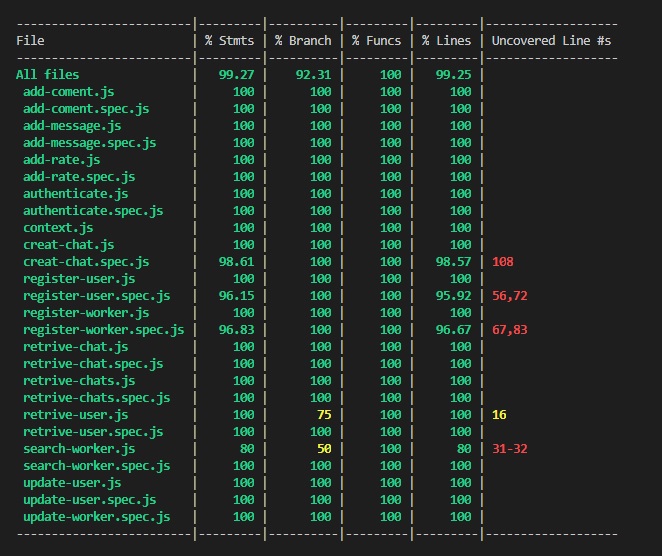 ---------------------------|---------|----------|---------|---------|-------------------
File                       | % Stmts | % Branch | % Funcs | % Lines | Uncovered Line #s
---------------------------|---------|----------|---------|---------|-------------------
All files                  |   99.27 |    92.31 |     100 |   99.25 |
 add-coment.js             |     100 |      100 |     100 |     100 |
 add-coment.spec.js        |     100 |      100 |     100 |     100 |
 add-message.js            |     100 |      100 |     100 |     100 |
 add-message.spec.js       |     100 |      100 |     100 |     100 |
 add-rate.js               |     100 |      100 |     100 |     100 |
 add-rate.spec.js          |     100 |      100 |     100 |     100 |
 authenticate.js           |     100 |      100 |     100 |     100 |
 authenticate.spec.js      |     100 |      100 |     100 |     100 |
 context.js                |     100 |      100 |     100 |     100 |
 creat-chat.js             |     100 |      100 |     100 |     100 |
 creat-chat.spec.js        |   98.61 |      100 |     100 |   98.57 | 108
 register-user.js          |     100 |      100 |     100 |     100 |
 register-user.spec.js     |   96.15 |      100 |     100 |   95.92 | 56,72
 register-worker.js        |     100 |      100 |     100 |     100 |
 register-worker.spec.js   |   96.83 |      100 |     100 |   96.67 | 67,83
 retrive-chat.js           |     100 |      100 |     100 |     100 |
 retrive-chat.spec.js      |     100 |      100 |     100 |     100 |
 retrive-chats.js          |     100 |      100 |     100 |     100 |
 retrive-chats.spec.js     |     100 |      100 |     100 |     100 |
 retrive-user.js           |     100 |       75 |     100 |     100 | 16
 retrive-user.spec.js      |     100 |      100 |     100 |     100 |
 search-worker.js          |      80 |       50 |     100 |      80 | 31-32
 search-worker.spec.js     |     100 |      100 |     100 |     100 |
 update-user.js            |     100 |      100 |     100 |     100 |
 update-user.spec.js       |     100 |      100 |     100 |     100 |
 update-worker.spec.js     |     100 |      100 |     100 |     100 |
---------------------------|---------|----------|---------|---------|-------------------